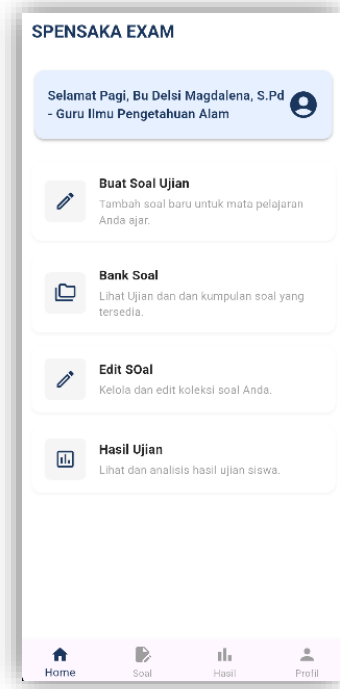 SPENSAKA EXAM
Selamat Pagi, Bu Delsi Magdalena, S.Pd
- Guru Ilmu Pengetahuan Alam
Buat Soal Ujian
Tambah soal baru untuk mata pelajaran
Anda ajar.
Bank Soal
Lihat Ujian dan dan kumpulan soal yang
tersedia.
Edit SOal
Kelola dan edit koleksi soal Anda.
Hasil Ujian
Lihat dan analisis hasil ujian siswa.
Home
Soal
Hasil
Profil